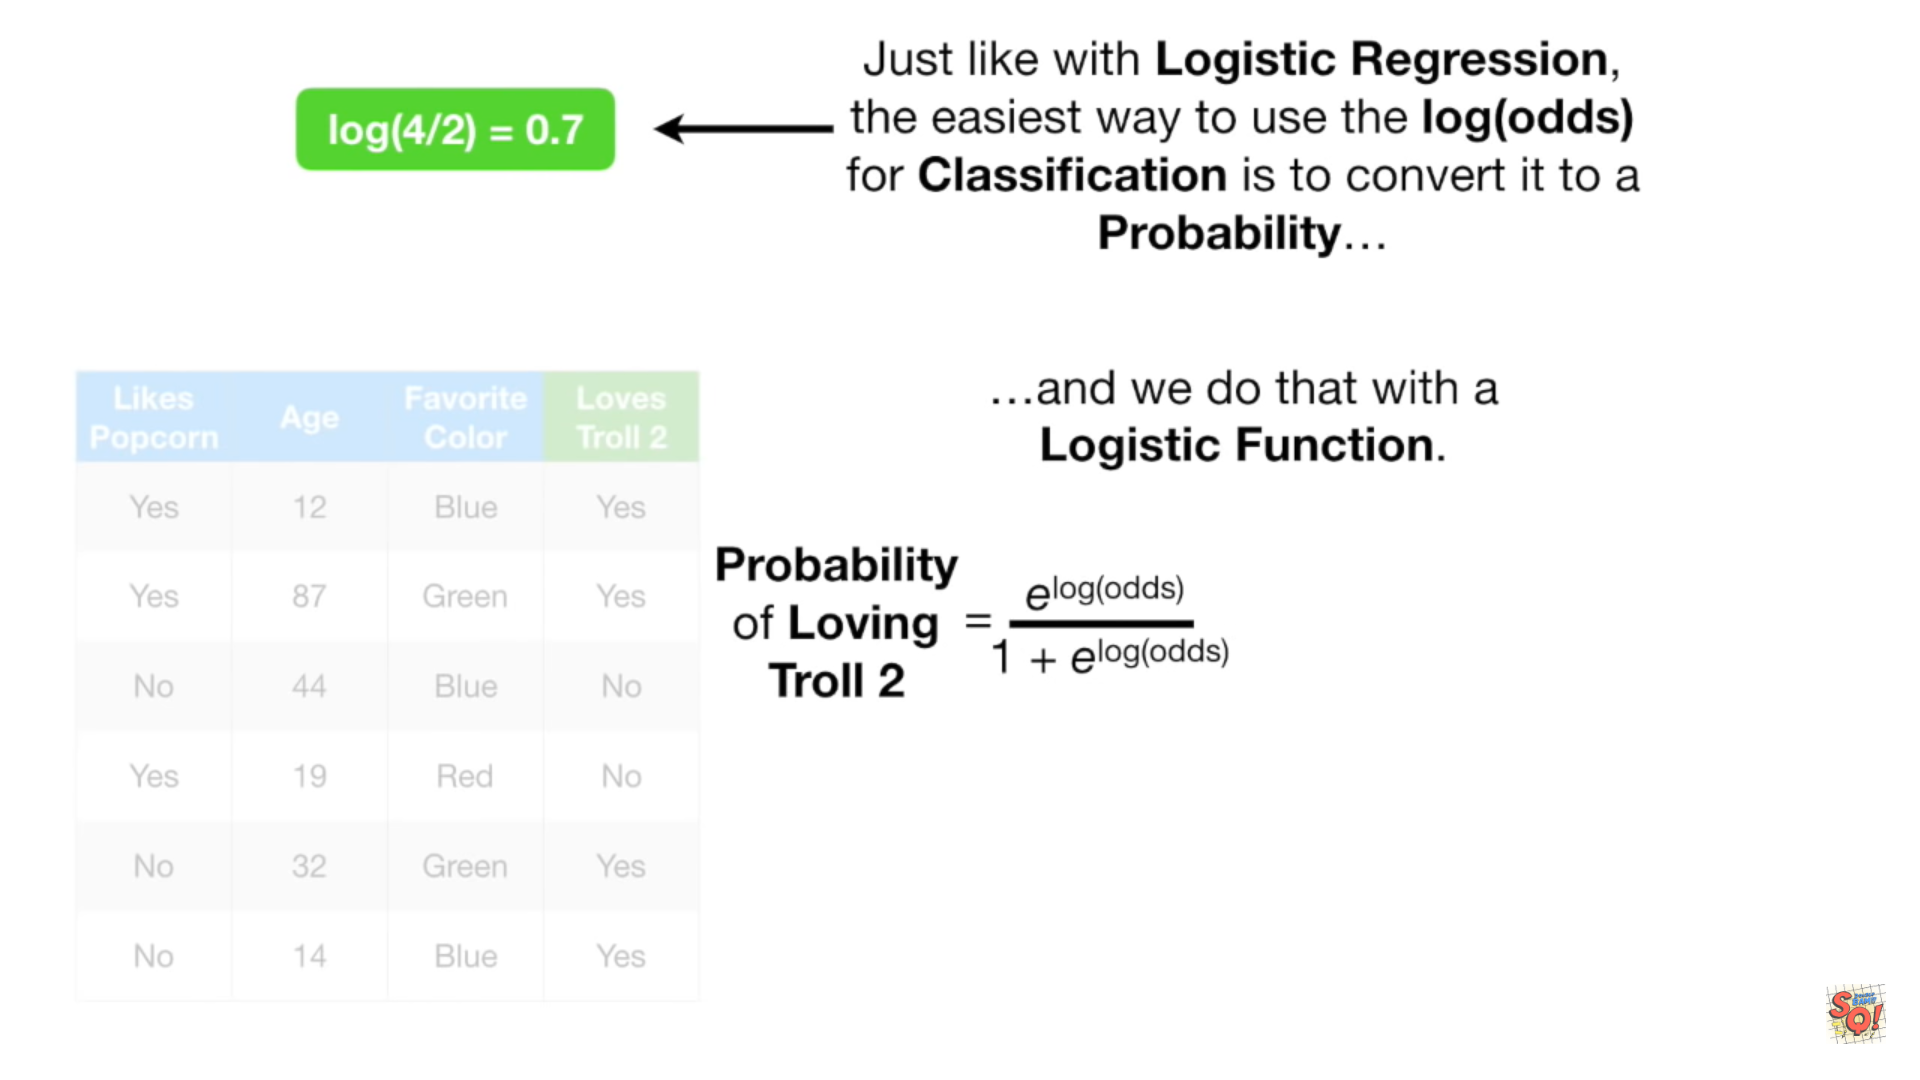 log(4/2) = 0.7
Just like with Logistic Regression,
the easiest way to use the log(odds)
for Classification is to convert it to a
Probability…
…and we do that with a
Logistic Function.
Likes Popcorn Age Favorite Color Loves Troll 2
Yes 12 Blue Yes
Yes 87 Green Yes
No 44 Blue No
Yes 19 Red No
No 32 Green Yes
No 14 Blue Yes
Probability
of Loving
Troll 2
=
e^log(odds)
1 + e^log(odds)
SQ!